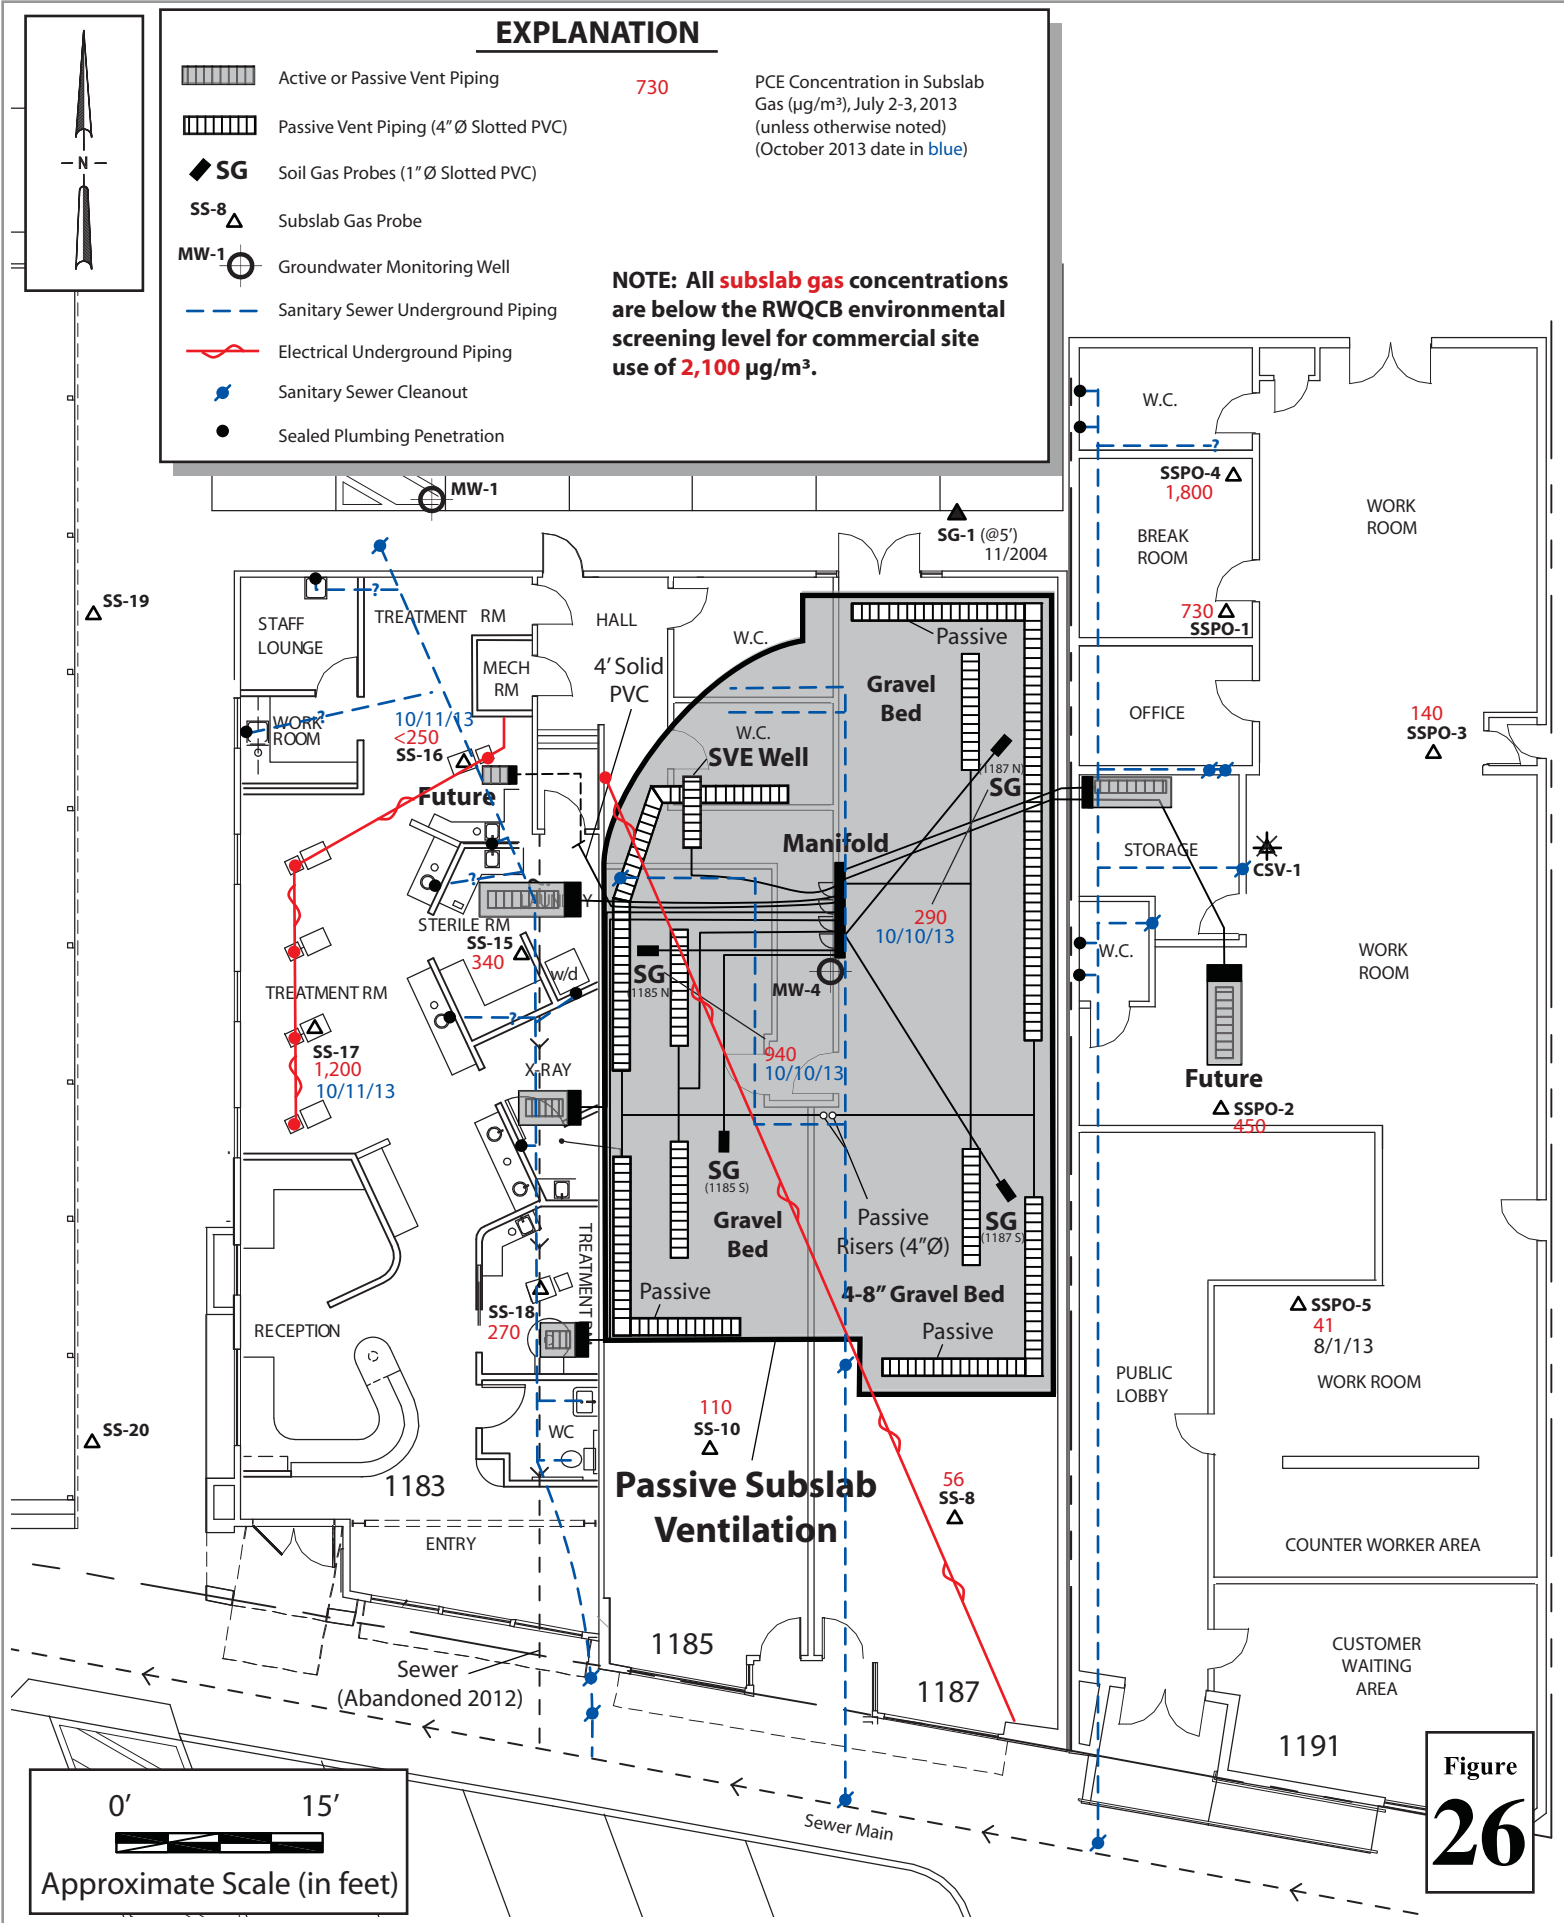 EXPLANATION
Active or Passive Vent Piping
Passive Vent Piping (4"Ø Slotted PVC)
SG
Soil Gas Probes (1"Ø Slotted PVC)
SS-8
Subslab Gas Probe
MW-1
Groundwater Monitoring Well
Sanitary Sewer Underground Piping
Electrical Underground Piping
Sanitary Sewer Cleanout
Sealed Plumbing Penetration
730
PCE Concentration in Subslab
Gas (µg/m³), July 2-3, 2013
(unless otherwise noted)
(October 2013 date in blue)
NOTE: All subslab gas concentrations
are below the RWQCB environmental
screening level for commercial site
use of 2,100 µg/m³.
N
MW-1
SG-1 (@5')
11/2004
SS-19
STAFF
LOUNGE
TREATMENT RM
?
HALL
MECH
RM
W.C.
4' Solid
PVC
WORK
ROOM
?
10/11/13
<250
SS-16
Future
W.C.
SVE Well
Passive
Gravel
Bed
(1187 N)
SG
Manifold
290
10/10/13
?
LAUNDRY
STERILE RM
SS-15
340
w/d
TREATMENT RM
?
SS-17
1,200
10/11/13
X-RAY
SG
(1185 N
MW-4
940
10/10/13
SG
(1185 S)
Gravel
Bed
Passive
Risers (4"Ø)
SG
(1187 S)
4-8" Gravel Bed
Passive
Passive
TREATMENT
SS-18
270
RECEPTION
WC
110
SS-10
Passive Subslab
Ventilation
56
SS-8
SS-20
1183
ENTRY
1185
1187
Sewer
(Abandoned 2012)
Sewer Main
W.C.
?
SSPO-4
1,800
BREAK
ROOM
WORK
ROOM
730
SSPO-1
OFFICE
140
SSPO-3
STORAGE
CSV-1
W.C.
WORK
ROOM
Future
SSPO-2
450
SSPO-5
41
8/1/13
WORK ROOM
PUBLIC
LOBBY
COUNTER WORKER AREA
CUSTOMER
WAITING
AREA
1191
0' 15'
Approximate Scale (in feet)
Figure
26